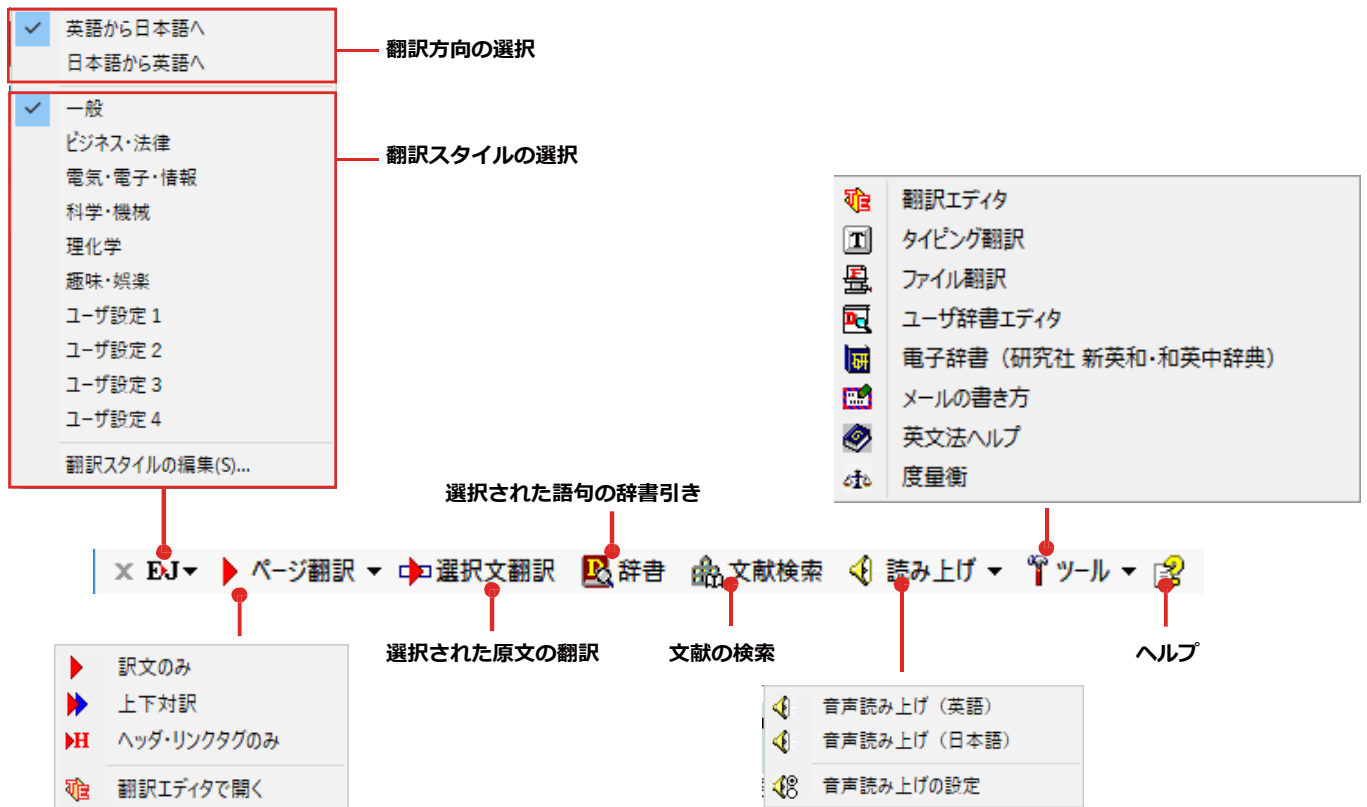 英語から日本語へ
日本語から英語へ
翻訳方向の選択
一般
ビジネス・法律
電気・電子・情報
科学・機械
理化学
趣味・娯楽
ユーザ設定 1
ユーザ設定 2
ユーザ設定 3
ユーザ設定 4
翻訳スタイルの編集(S)...
翻訳スタイルの選択
翻訳エディタ
タイピング翻訳
ファイル翻訳
ユーザ辞書エディタ
電子辞書（研究社 新英和・和英中辞典）
メールの書き方
英文法ヘルプ
度量衡
選択された語句の辞書引き
x EJ ページ翻訳 選択文翻訳 辞書 文献検索 読み上げ ツール
選択された原文の翻訳
文献の検索
ヘルプ
訳文のみ
上下対訳
ヘッダ・リンクタグのみ
翻訳エディタで開く
音声読み上げ（英語）
音声読み上げ（日本語）
音声読み上げの設定